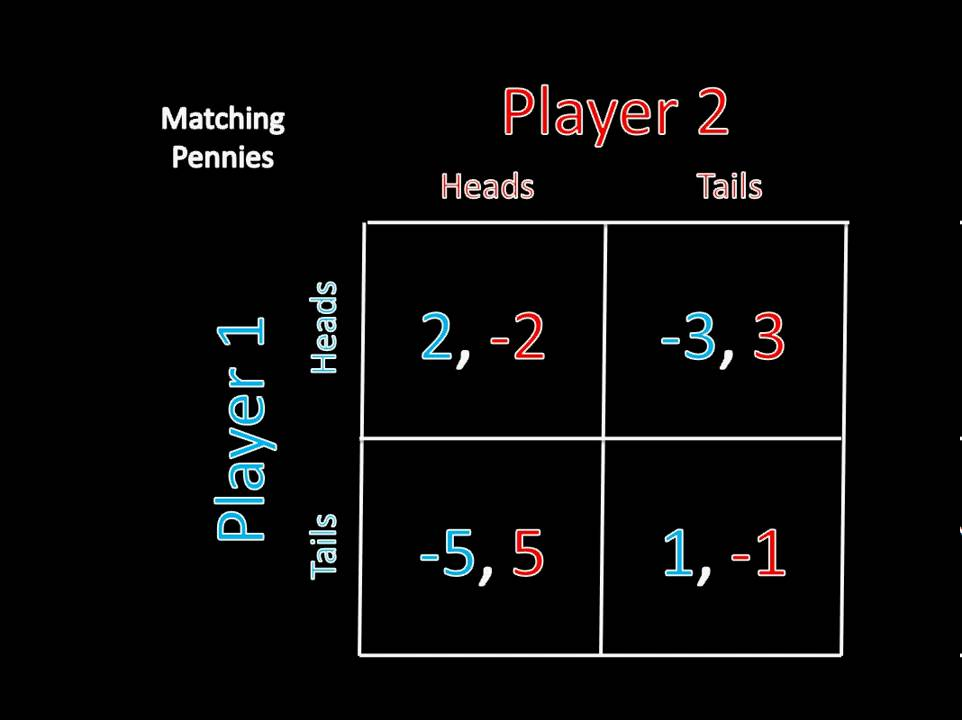 Matching
Pennies
Player 2
Heads
Tails
Player 1
Heads
2, -2
-3, 3
Tails
-5, 5
1, -1